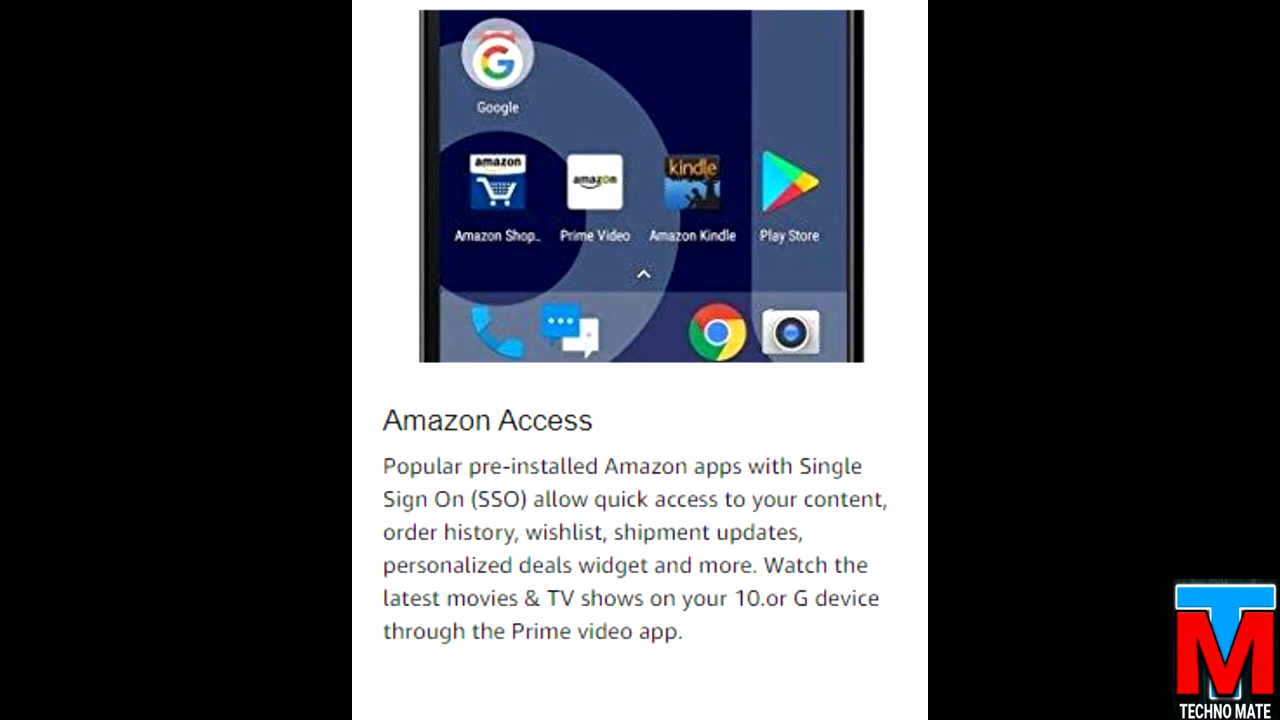 Google
amazon
amazon
kindle
Amazon Shop..
Prime Video
Amazon Kindle
Play Store
Amazon Access
Popular pre-installed Amazon apps with Single
Sign On (SSO) allow quick access to your content,
order history, wishlist, shipment updates,
personalized deals widget and more. Watch the
latest movies & TV shows on your 10.or G device
through the Prime video app.
TM
TECHNO MATE